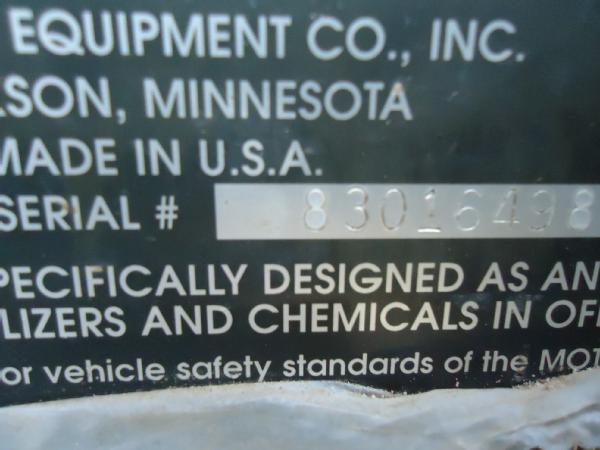 EQUIPMENT CO., INC.
LSON, MINNESOTA
MADE IN U.S.A.
SERIAL # 83016498
PECIFICALLY DESIGNED AS AN
LIZERS AND CHEMICALS IN OF
or vehicle safety standards of the MOT